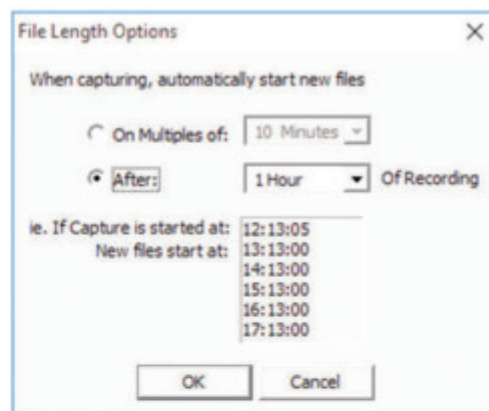 File Length Options
When capturing, automatically start new files
On Multiples of: 10 Minutes
After: 1 Hour Of Recording
ie. If Capture is started at: 12:13:05
New files start at: 13:13:00
14:13:00
15:13:00
16:13:00
17:13:00
OK Cancel